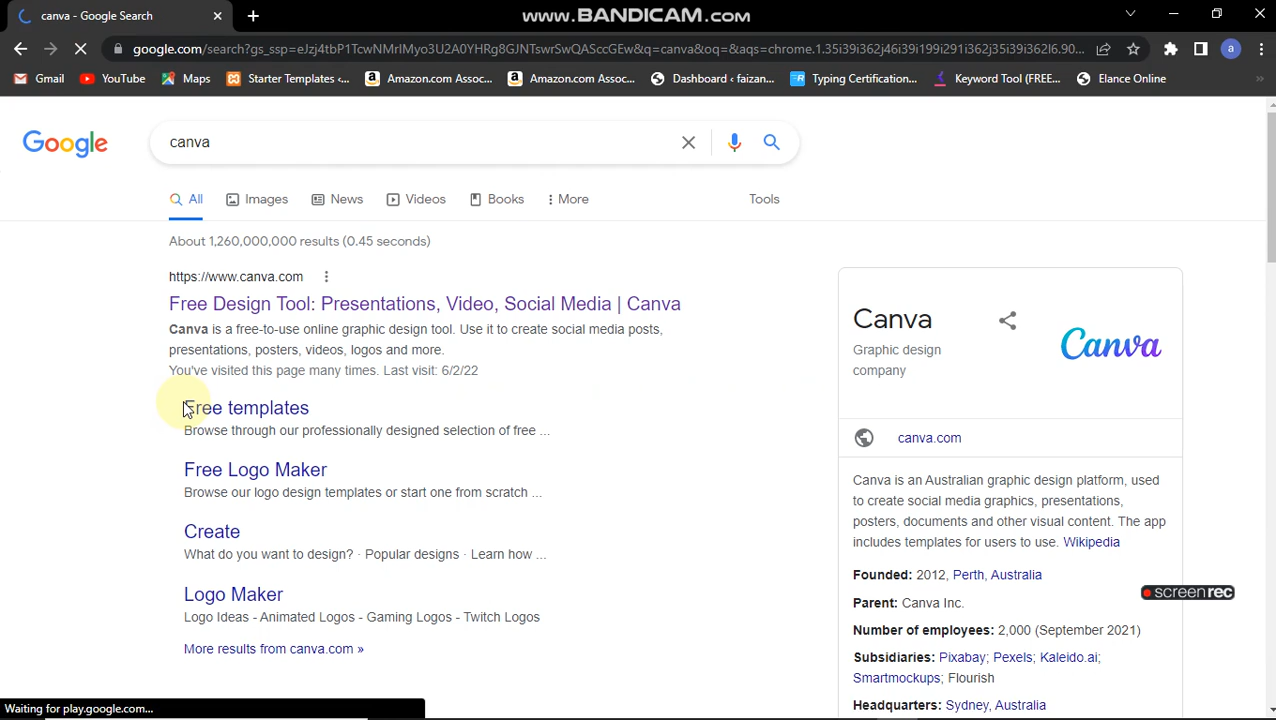 canva - Google Search
www.BANDICAM.com
google.com/search?gs_ssp=eJzj4tbP1TcwNMrIMyo3U2A0YHRg8GJNTswrSwQASccGEw&q=canva&oq=&aqs=chrome.1.35i39i362j46i39i199i291i362j35i39i362l6.90...
a
Gmail
YouTube
Maps
Starter Templates ‹...
Amazon.com Assoc...
Amazon.com Assoc...
Dashboard ‹ faizan...
Typing Certification...
Keyword Tool (FREE...
Elance Online
»
Google
canva
All
Images
News
Videos
Books
More
Tools
About 1,260,000,000 results (0.45 seconds)
https://www.canva.com
Free Design Tool: Presentations, Video, Social Media | Canva
Canva is a free-to-use online graphic design tool. Use it to create social media posts,
presentations, posters, videos, logos and more.
You've visited this page many times. Last visit: 6/2/22
Free templates
Browse through our professionally designed selection of free ...
Free Logo Maker
Browse our logo design templates or start one from scratch ...
Create
What do you want to design? · Popular designs · Learn how ...
Logo Maker
Logo Ideas - Animated Logos - Gaming Logos - Twitch Logos
More results from canva.com »
Canva
Graphic design
company
Canva
canva.com
Canva is an Australian graphic design platform, used
to create social media graphics, presentations,
posters, documents and other visual content. The app
includes templates for users to use. Wikipedia
Founded: 2012, Perth, Australia
Parent: Canva Inc.
Number of employees: 2,000 (September 2021)
Subsidiaries: Pixabay; Pexels; Kaleido.ai;
Smartmockups; Flourish
Headquarters: Sydney, Australia
screenrec
Waiting for play.google.com...